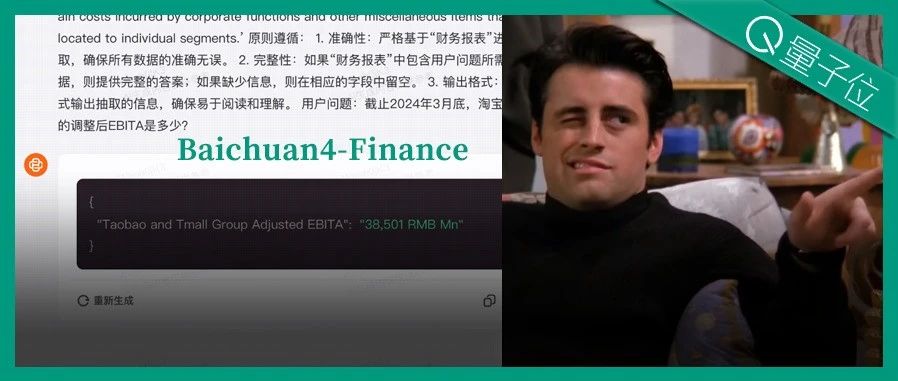 ain costs incurred by corporate functions and other miscellaneous items tha
located to individual segments.’ 原则遵循： 1. 准确性：严格基于“财务报表”进
取，确保所有数据的准确无误。 2. 完整性：如果“财务报表”中包含用户问题所需
据，则提供完整的答案；如果缺少信息，则在相应的字段中留空。 3. 输出格式：
式输出抽取的信息，确保易于阅读和理解。 用户问题：截止2024年3月底，淘宝
的调整后EBITA是多少?
Baichuan4-Finance
{
"Taobao and Tmall Group Adjusted EBITA": "38,501 RMB Mn"
}
重新生成
量子位